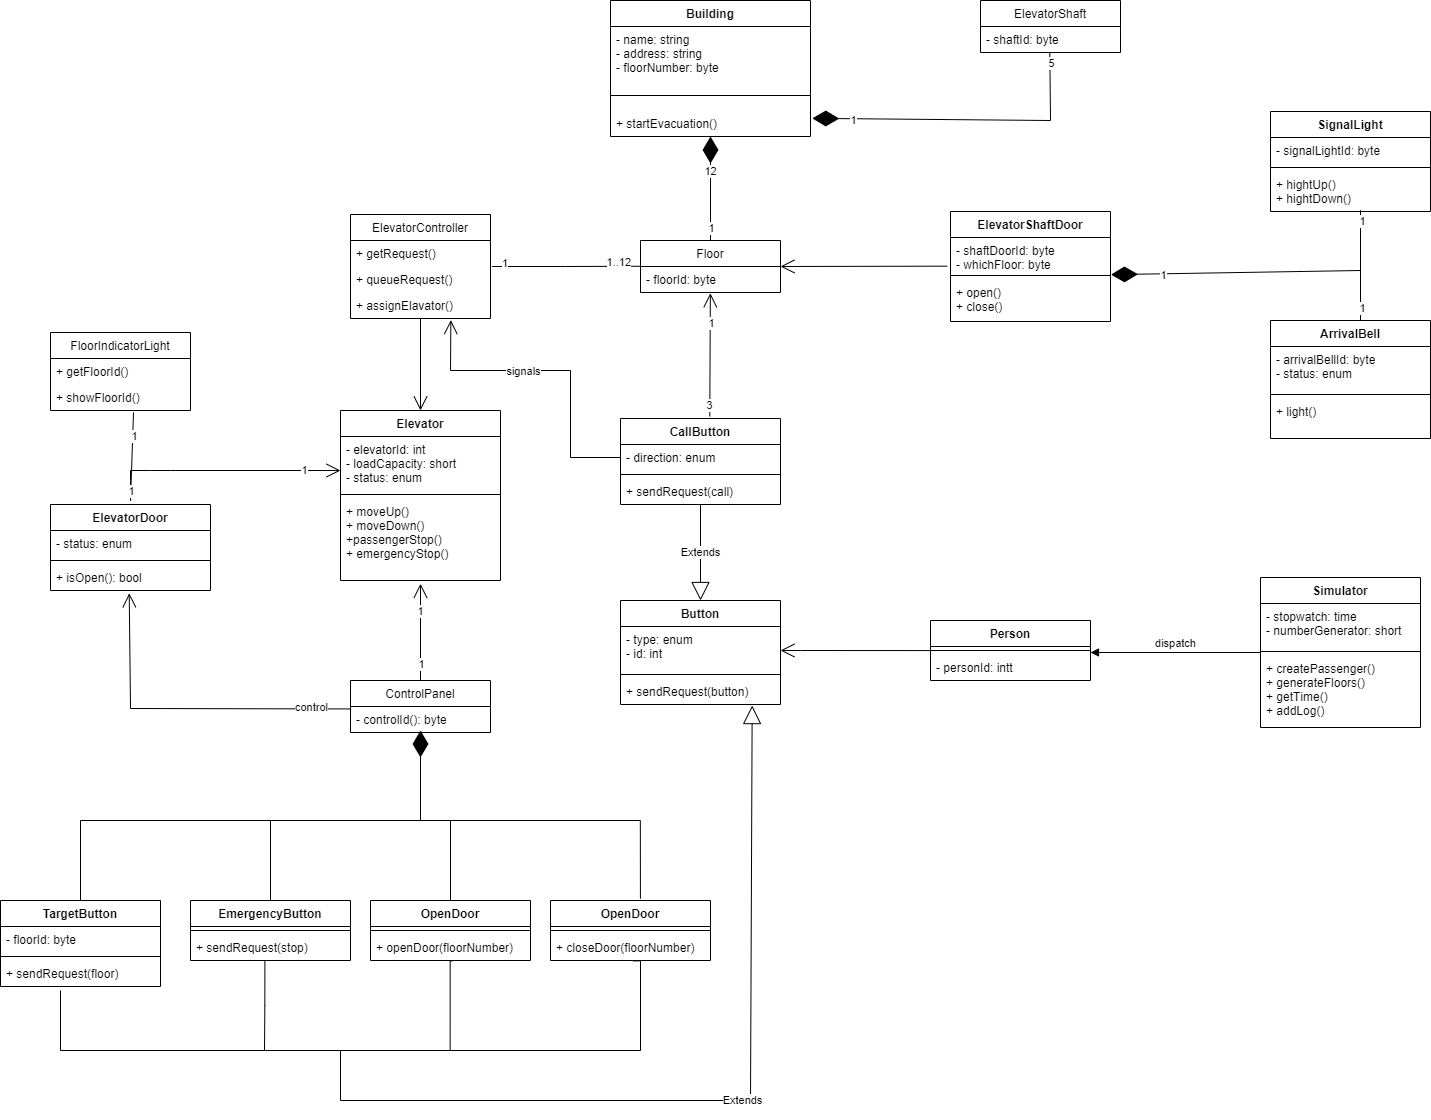 Building
- name: string
- address: string
- floorNumber: byte
+ startEvacuation()
ElevatorShaft
- shaftId: byte
5
1
12
1
SignalLight
- signalLightId: byte
+ hightUp()
+ hightDown()
1
ElevatorController
+ getRequest()
+ queueRequest()
+ assignElavator()
1
1..12
Floor
- floorId: byte
ElevatorShaftDoor
- shaftDoorId: byte
- whichFloor: byte
+ open()
+ close()
1
1
ArrivalBell
- arrivalBellId: byte
- status: enum
+ light()
FloorIndicatorLight
+ getFloorId()
+ showFloorId()
1
1
1
signals
1
3
Elevator
- elevatorId: int
- loadCapacity: short
- status: enum
+ moveUp()
+ moveDown()
+passengerStop()
+ emergencyStop()
CallButton
- direction: enum
+ sendRequest(call)
ElevatorDoor
- status: enum
+ isOpen(): bool
Extends
1
1
Button
- type: enum
- id: int
+ sendRequest(button)
Person
- personId: intt
dispatch
Simulator
- stopwatch: time
- numberGenerator: short
+ createPassenger()
+ generateFloors()
+ getTime()
+ addLog()
control
ControlPanel
- controlId(): byte
TargetButton
- floorId: byte
+ sendRequest(floor)
EmergencyButton
+ sendRequest(stop)
OpenDoor
+ openDoor(floorNumber)
OpenDoor
+ closeDoor(floorNumber)
Extends